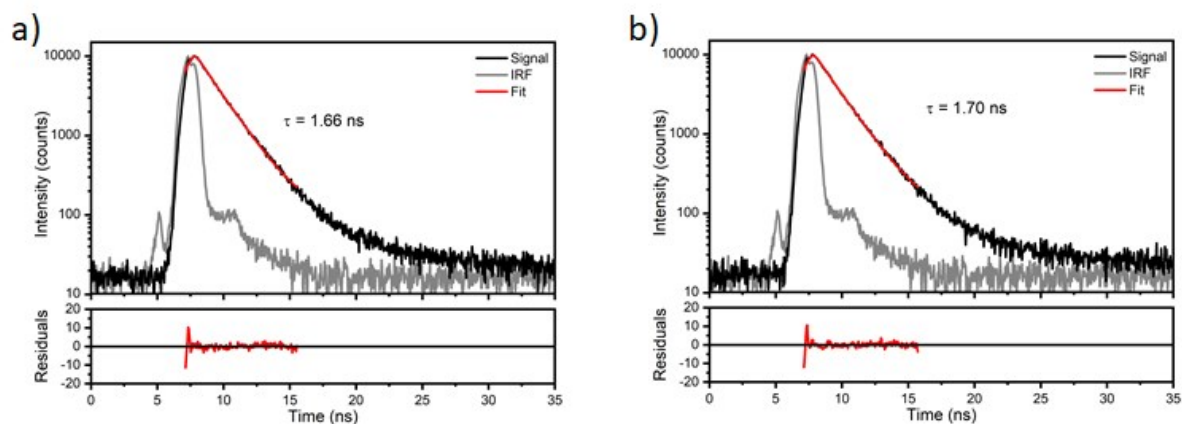 a)
10000
1000
100
10
Intensity (counts)
Signal
IRF
Fit
τ = 1.66 ns
20
10
0
-10
-20
Residuals
0 5 10 15 20 25 30 35
Time (ns)
b)
10000
1000
100
10
Intensity (counts)
Signal
IRF
Fit
τ = 1.70 ns
20
10
0
-10
-20
Residuals
0 5 10 15 20 25 30 35
Time (ns)